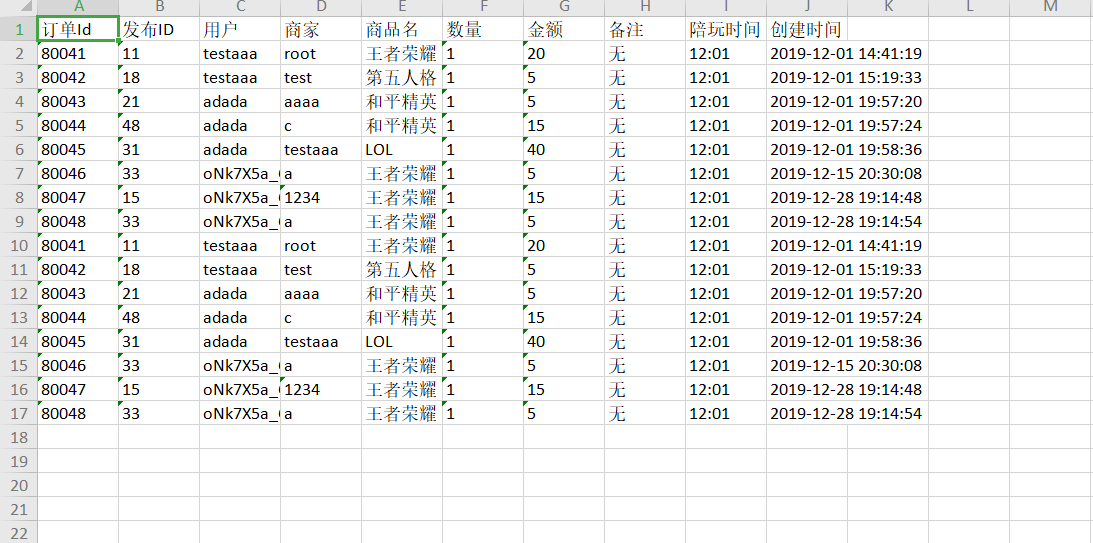 A B C D E F G H I J K L M
1 订单Id 发布ID 用户 商家 商品名 数量 金额 备注 陪玩时间 创建时间
2 80041 11 testaaa root 王者荣耀 1 20 无 12:01 2019-12-01 14:41:19
3 80042 18 testaaa test 第五人格 1 5 无 12:01 2019-12-01 15:19:33
4 80043 21 adada aaaa 和平精英 1 5 无 12:01 2019-12-01 19:57:20
5 80044 48 adada c 和平精英 1 15 无 12:01 2019-12-01 19:57:24
6 80045 31 adada testaaa LOL 1 40 无 12:01 2019-12-01 19:58:36
7 80046 33 oNk7X5a_ a 王者荣耀 1 5 无 12:01 2019-12-15 20:30:08
8 80047 15 oNk7X5a_ 1234 王者荣耀 1 15 无 12:01 2019-12-28 19:14:48
9 80048 33 oNk7X5a_ a 王者荣耀 1 5 无 12:01 2019-12-28 19:14:54
10 80041 11 testaaa root 王者荣耀 1 20 无 12:01 2019-12-01 14:41:19
11 80042 18 testaaa test 第五人格 1 5 无 12:01 2019-12-01 15:19:33
12 80043 21 adada aaaa 和平精英 1 5 无 12:01 2019-12-01 19:57:20
13 80044 48 adada c 和平精英 1 15 无 12:01 2019-12-01 19:57:24
14 80045 31 adada testaaa LOL 1 40 无 12:01 2019-12-01 19:58:36
15 80046 33 oNk7X5a_ a 王者荣耀 1 5 无 12:01 2019-12-15 20:30:08
16 80047 15 oNk7X5a_ 1234 王者荣耀 1 15 无 12:01 2019-12-28 19:14:48
17 80048 33 oNk7X5a_ a 王者荣耀 1 5 无 12:01 2019-12-28 19:14:54
18
19
20
21
22